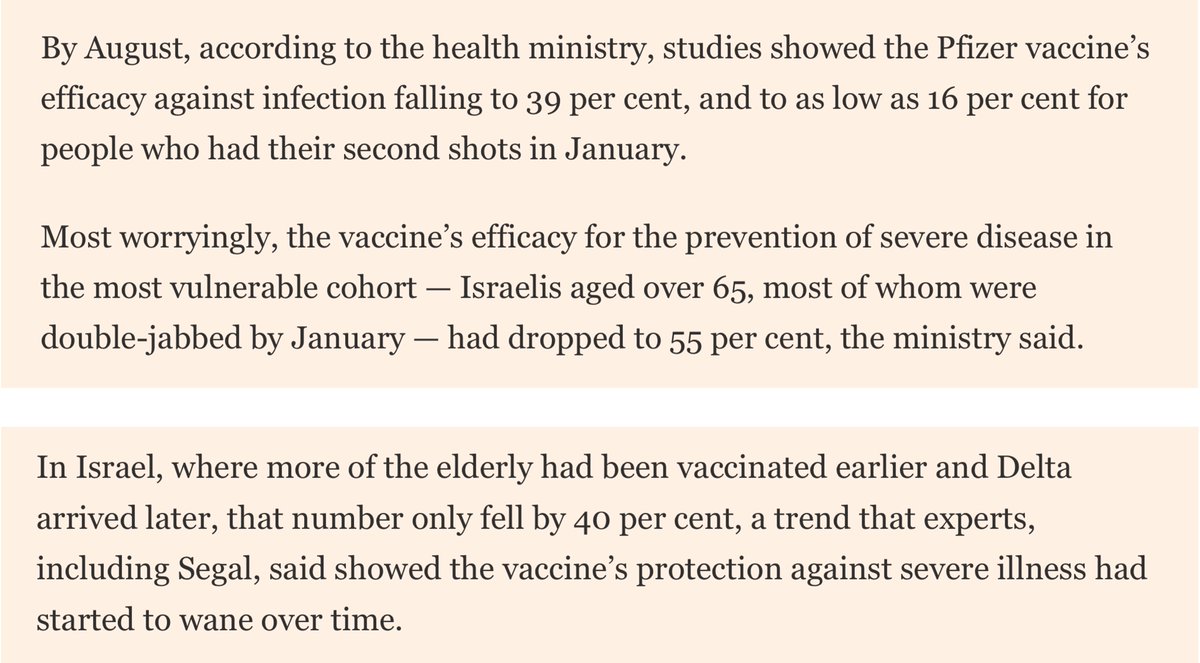 By August, according to the health ministry, studies showed the Pfizer vaccine’s
efficacy against infection falling to 39 per cent, and to as low as 16 per cent for
people who had their second shots in January.
Most worryingly, the vaccine’s efficacy for the prevention of severe disease in
the most vulnerable cohort — Israelis aged over 65, most of whom were
double-jabbed by January — had dropped to 55 per cent, the ministry said.
In Israel, where more of the elderly had been vaccinated earlier and Delta
arrived later, that number only fell by 40 per cent, a trend that experts,
including Segal, said showed the vaccine’s protection against severe illness had
started to wane over time.